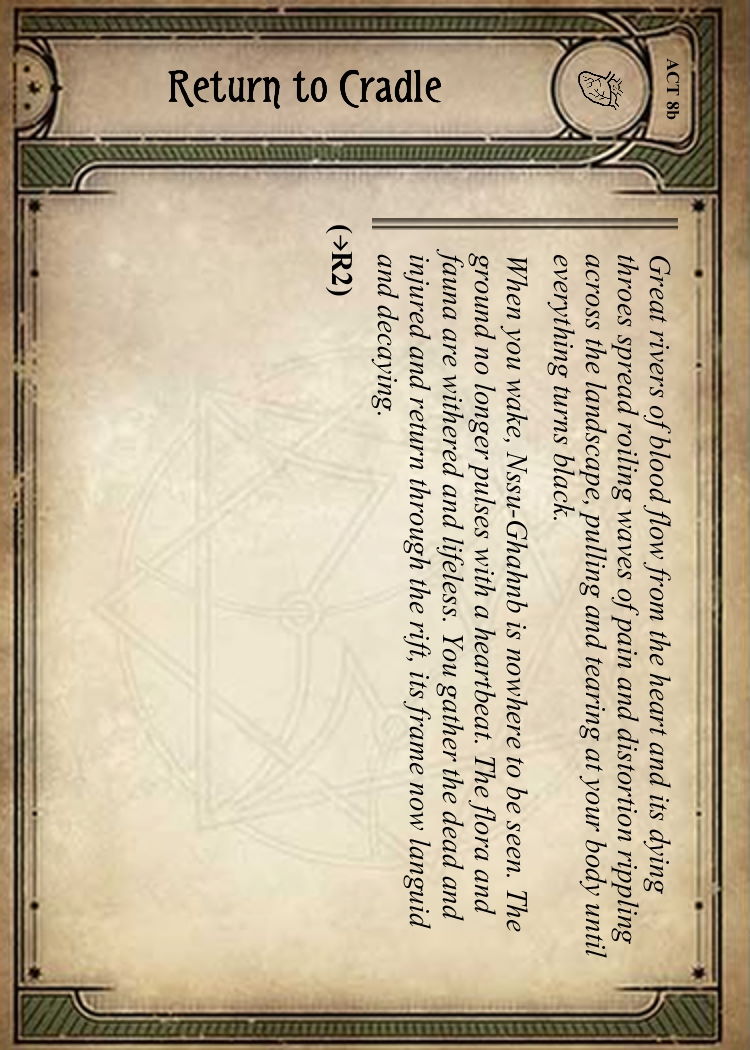 ACT 8b
Return to Cradle
Great rivers of blood flow from the heart and its dying
throes spread roiling waves of pain and distortion rippling
across the landscape, pulling and tearing at your body until
everything turns black.
When you wake, Nssu-Ghahnb is nowhere to be seen. The
ground no longer pulses with a heartbeat. The flora and
fauna are withered and lifeless. You gather the dead and
injured and return through the rift, its frame now languid
and decaying.
(→R2)